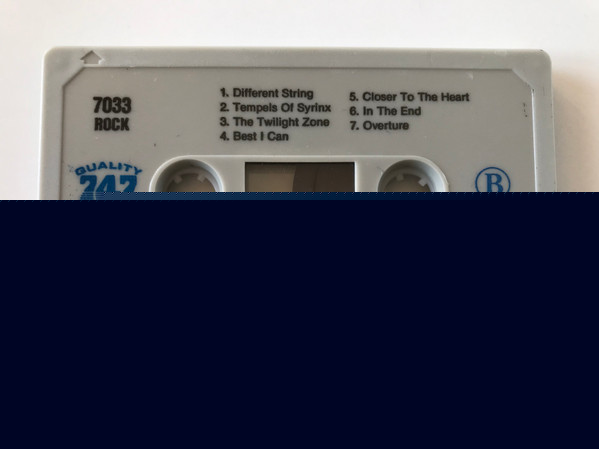 7033
ROCK
1. Different String
2. Tempels Of Syrinx
3. The Twilight Zone
4. Best I Can
5. Closer To The Heart
6. In The End
7. Overture
QUALITY
747
B